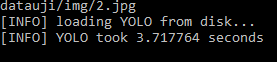 datauji/img/2.jpg
[INFO] loading YOLO from disk...
[INFO] YOLO took 3.717764 seconds